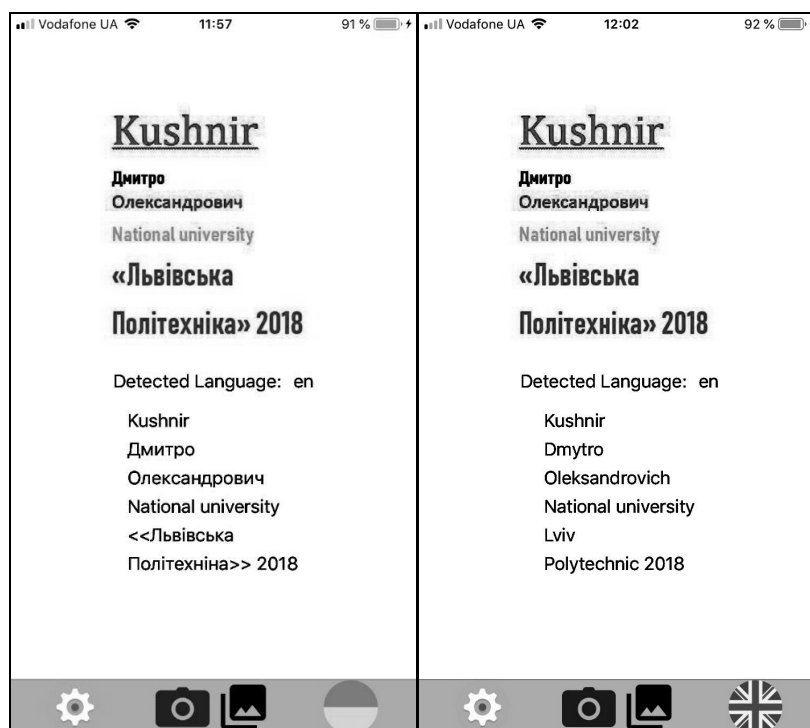 Vodafone UA 11:57 91 %
Kushnir
Дмитро
Олександрович
National university
«Львівська
Політехніка» 2018
Detected Language: en
Kushnir
Дмитро
Олександрович
National university
<<Львівська
Політехніна>> 2018
Vodafone UA 12:02 92 %
Kushnir
Дмитро
Олександрович
National university
«Львівська
Політехніка» 2018
Detected Language: en
Kushnir
Dmytro
Oleksandrovich
National university
Lviv
Polytechnic 2018